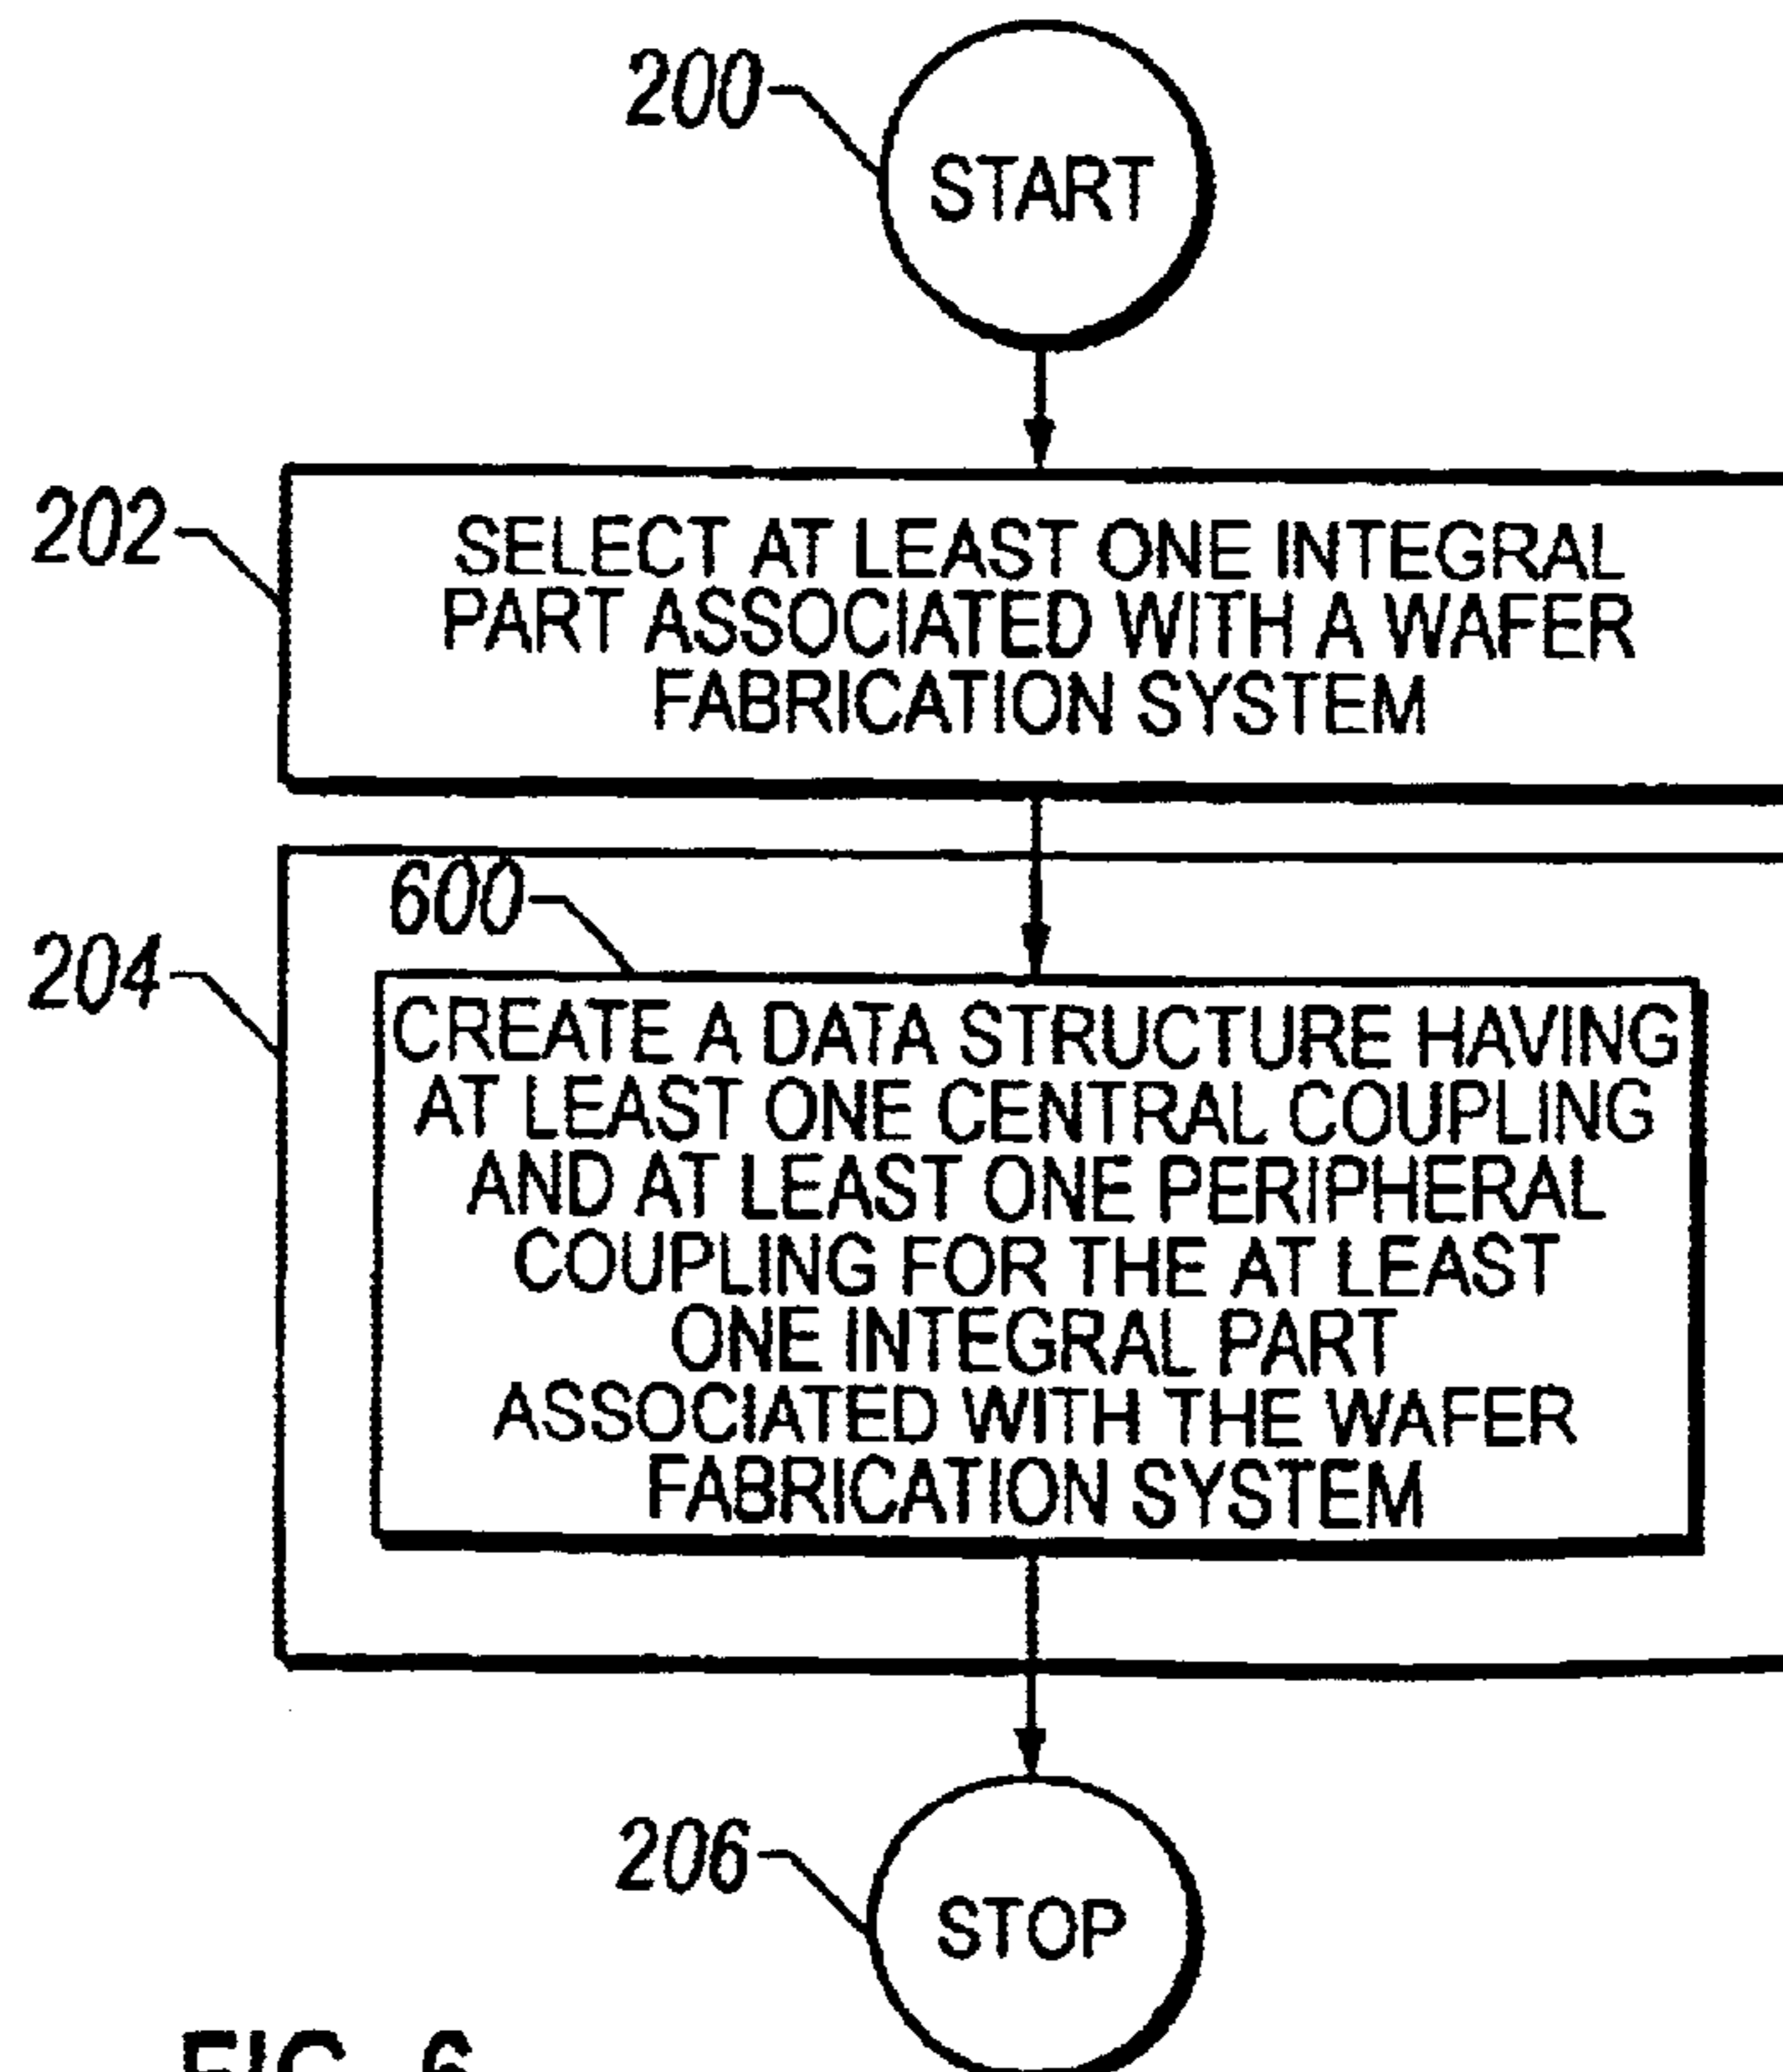 200
START
202
SELECT AT LEAST ONE INTEGRAL
PART ASSOCIATED WITH A WAFER
FABRICATION SYSTEM
600
204
CREATE A DATA STRUCTURE HAVING
AT LEAST ONE CENTRAL COUPLING
AND AT LEAST ONE PERIPHERAL
COUPLING FOR THE AT LEAST
ONE INTEGRAL PART
ASSOCIATED WITH THE WAFER
FABRICATION SYSTEM
206
STOP
FIG. 6